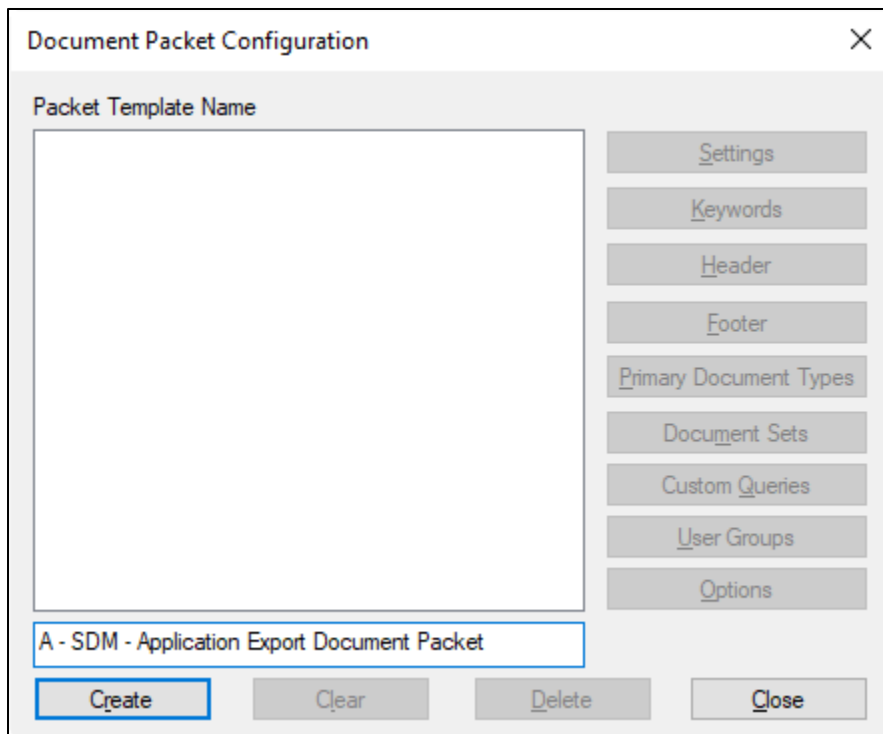 Document Packet Configuration
Packet Template Name
Settings
Keywords
Header
Footer
Primary Document Types
Document Sets
Custom Queries
User Groups
Options
A - SDM - Application Export Document Packet
Create Clear Delete Close